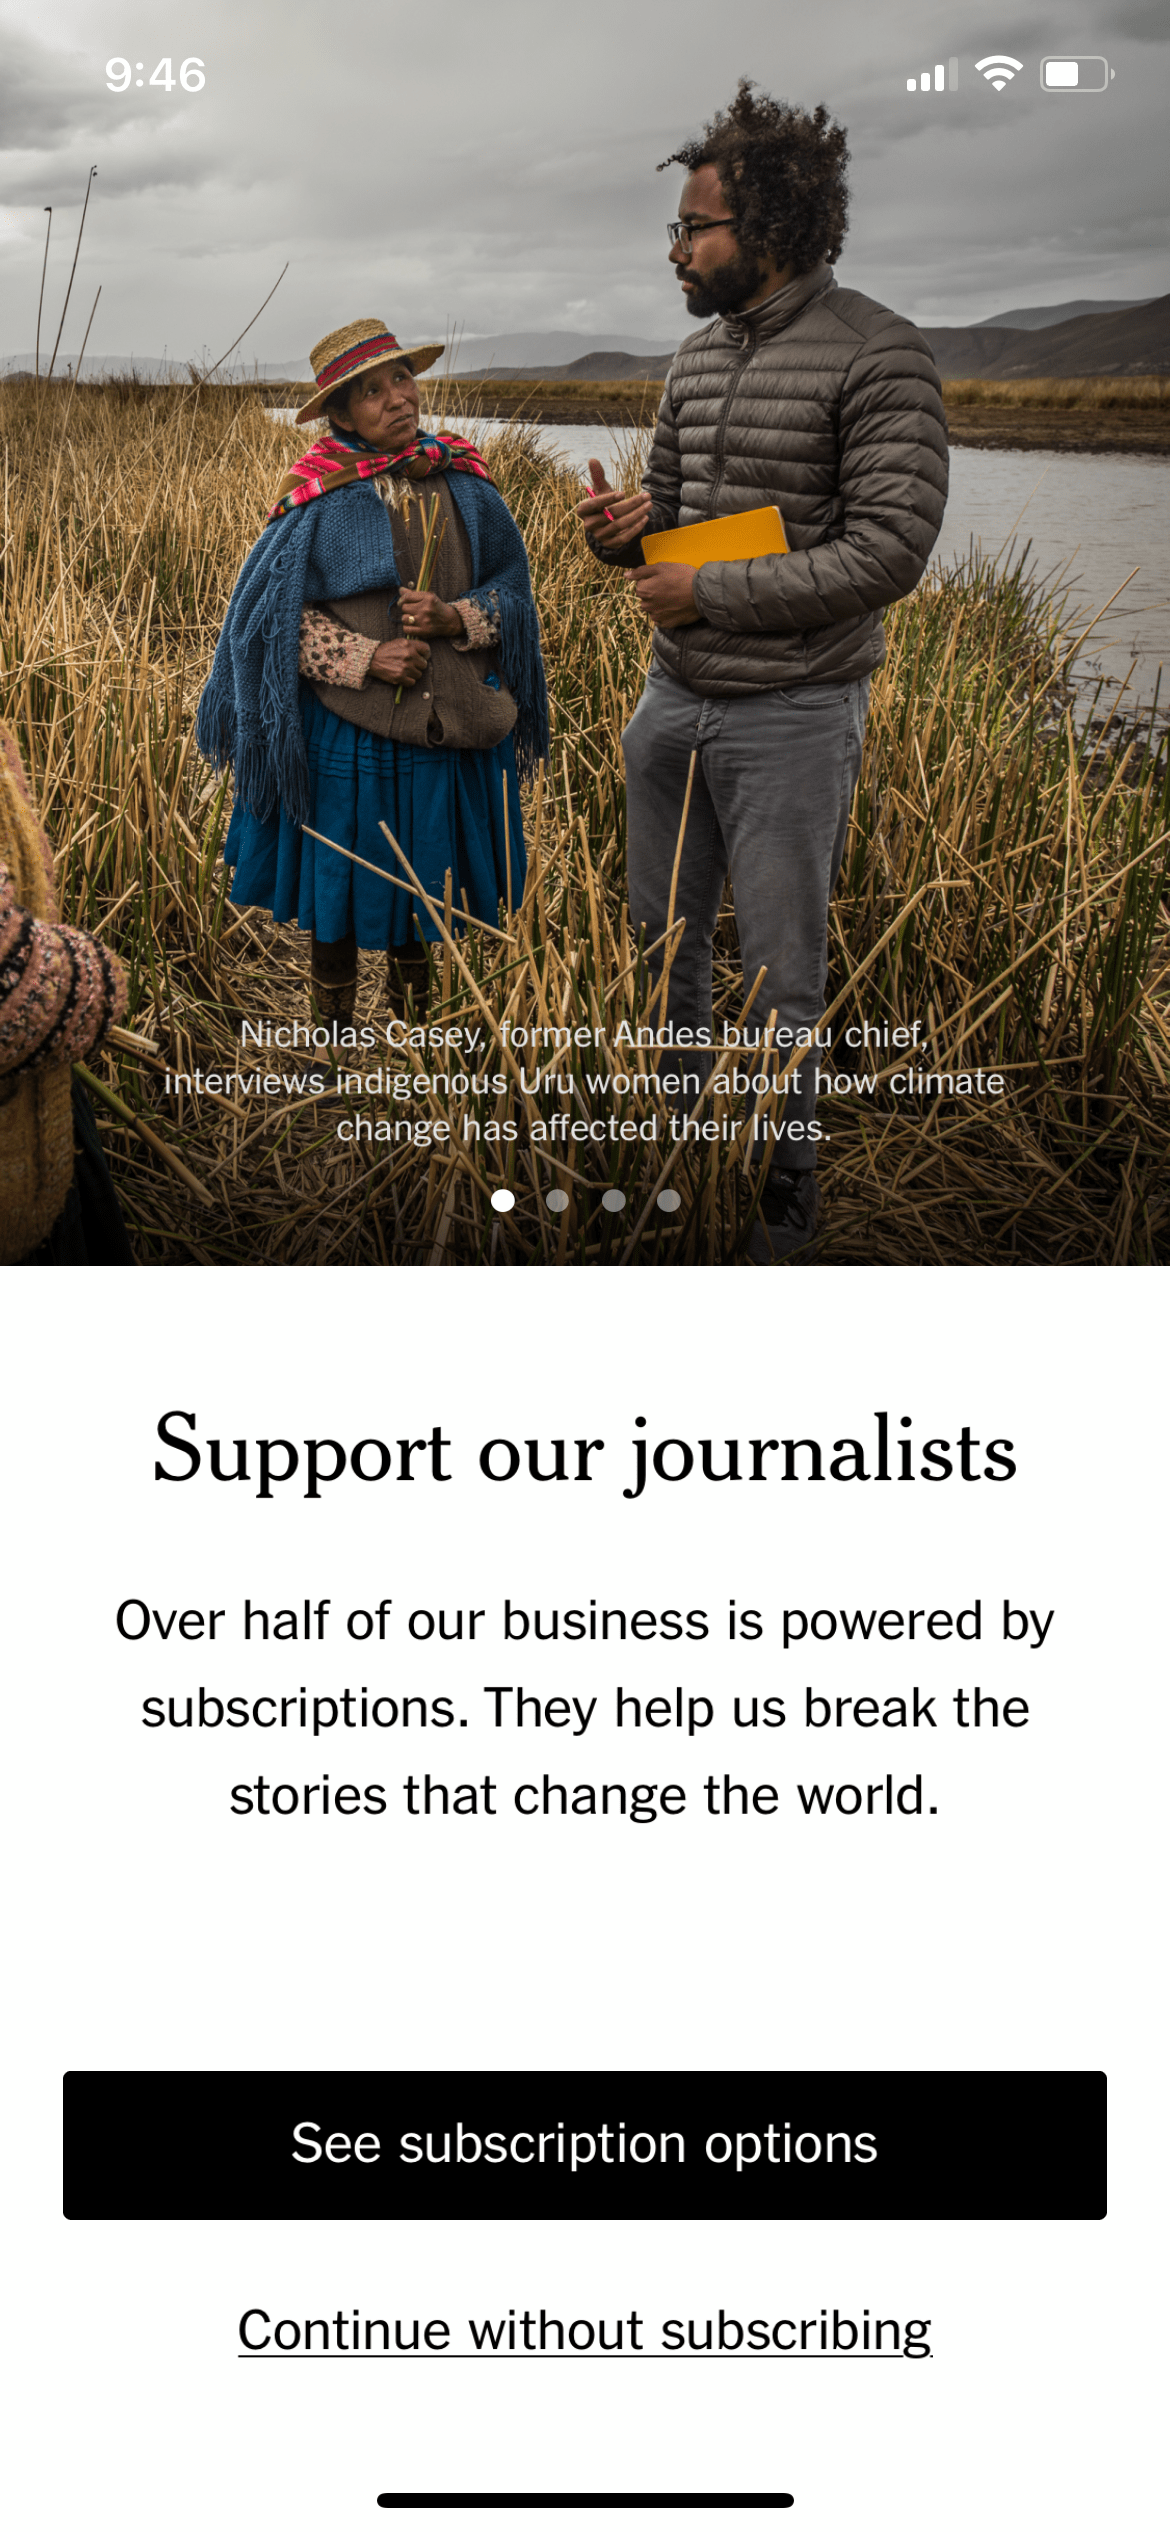 9:46
Nicholas Casey, former Andes bureau chief,
interviews indigenous Uru women about how climate
change has affected their lives.
Support our journalists
Over half of our business is powered by
subscriptions. They help us break the
stories that change the world.
See subscription options
Continue without subscribing